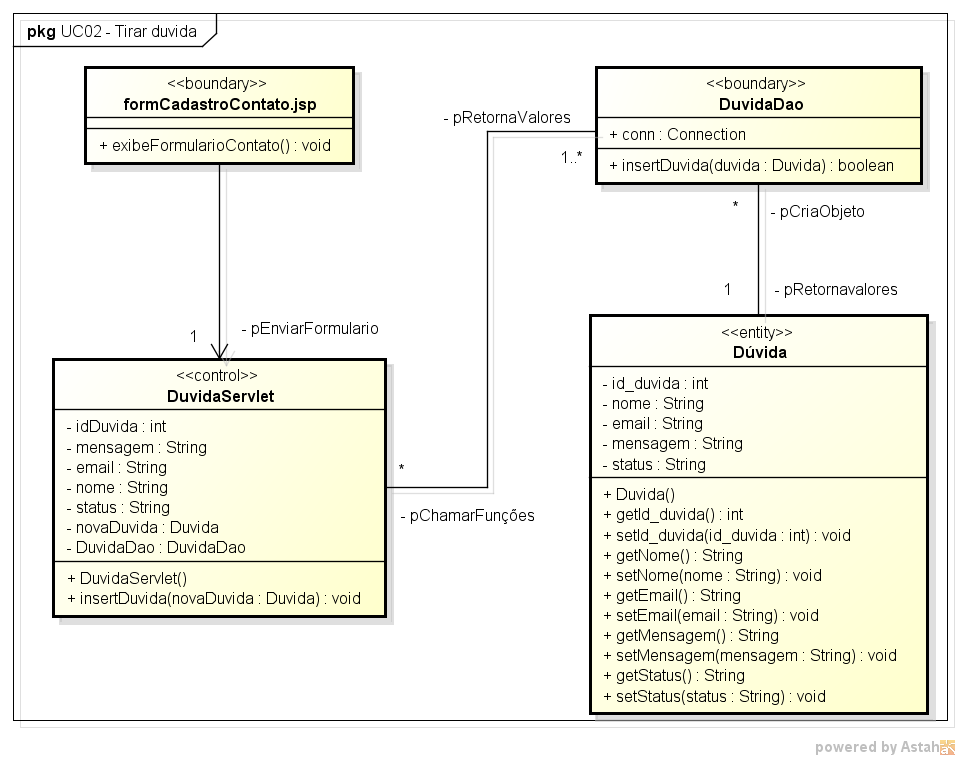 pkg UC02 - Tirar duvida
<<boundary>>
formCadastroContato.jsp
+ exibeFormularioContato() : void
<<boundary>>
DuvidaDao
+ conn : Connection
+ insertDuvida(duvida : Duvida) : boolean
- pRetornaValores
1..*
*
- pCriaObjeto
1
- pRetornavalores
1
- pEnviarFormulario
<<control>>
DuvidaServlet
- idDuvida : int
- mensagem : String
- email : String
- nome : String
- status : String
- novaDuvida : Duvida
- DuvidaDao : DuvidaDao
+ DuvidaServlet()
+ insertDuvida(novaDuvida : Duvida) : void
*
- pChamarFunções
<<entity>>
Dúvida
- id_duvida : int
- nome : String
- email : String
- mensagem : String
- status : String
+ Duvida()
+ getId_duvida() : int
+ setId_duvida(id_duvida : int) : void
+ getNome() : String
+ setNome(nome : String) : void
+ getEmail() : String
+ setEmail(email : String) : void
+ getMensagem() : String
+ setMensagem(mensagem : String) : void
+ getStatus() : String
+ setStatus(status : String) : void
powered by Astah